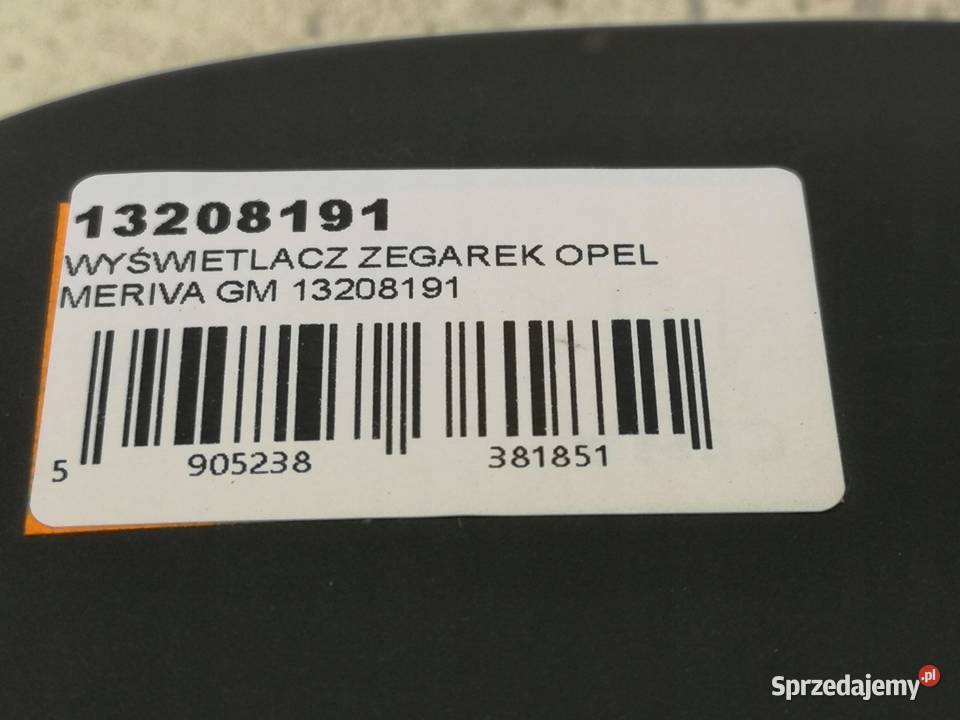 13208191
WYŚWIETLACZ ZEGAREK OPEL
MERIVA GM 13208191
5 905238 381851
Sprzedajemy.pl